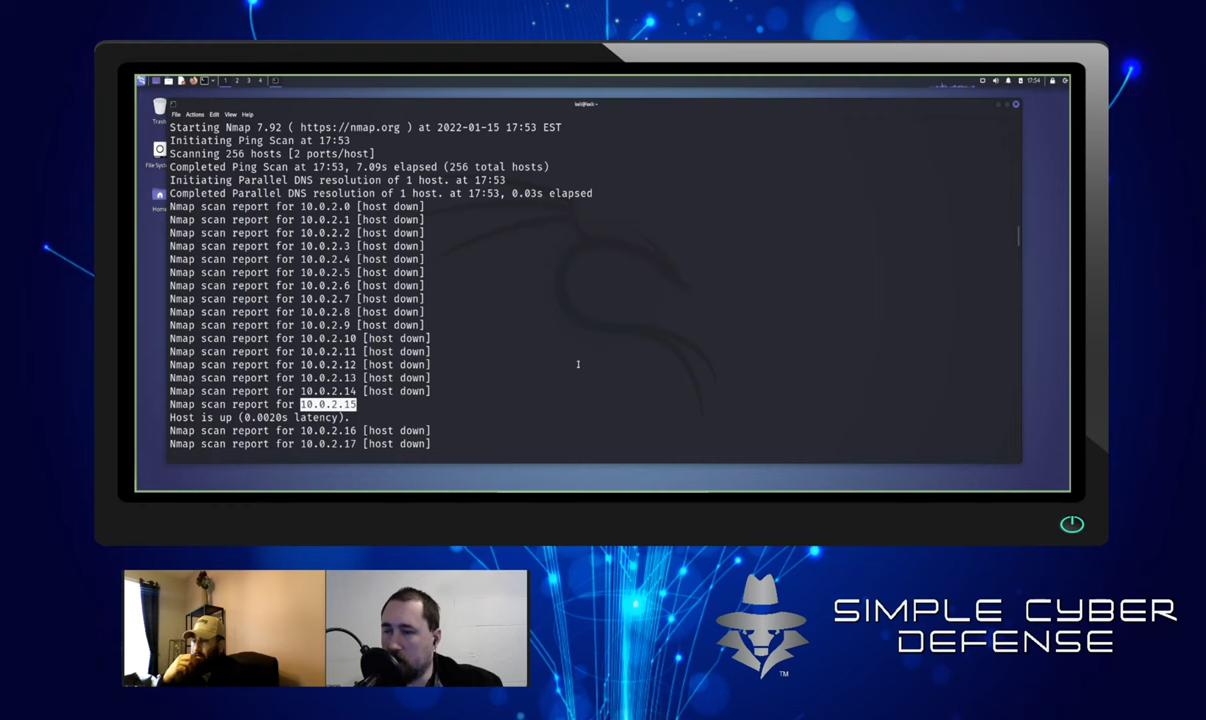 1 2 3 4
17:54
Trash
File Sys
Home
File Actions Edit View Help
Starting Nmap 7.92 ( https://nmap.org ) at 2022-01-15 17:53 EST
Initiating Ping Scan at 17:53
Scanning 256 hosts [2 ports/host]
Completed Ping Scan at 17:53, 7.09s elapsed (256 total hosts)
Initiating Parallel DNS resolution of 1 host. at 17:53
Completed Parallel DNS resolution of 1 host. at 17:53, 0.03s elapsed
Nmap scan report for 10.0.2.0 [host down]
Nmap scan report for 10.0.2.1 [host down]
Nmap scan report for 10.0.2.2 [host down]
Nmap scan report for 10.0.2.3 [host down]
Nmap scan report for 10.0.2.4 [host down]
Nmap scan report for 10.0.2.5 [host down]
Nmap scan report for 10.0.2.6 [host down]
Nmap scan report for 10.0.2.7 [host down]
Nmap scan report for 10.0.2.8 [host down]
Nmap scan report for 10.0.2.9 [host down]
Nmap scan report for 10.0.2.10 [host down]
Nmap scan report for 10.0.2.11 [host down]
Nmap scan report for 10.0.2.12 [host down]
Nmap scan report for 10.0.2.13 [host down]
Nmap scan report for 10.0.2.14 [host down]
Nmap scan report for 10.0.2.15
Host is up (0.0020s latency).
Nmap scan report for 10.0.2.16 [host down]
Nmap scan report for 10.0.2.17 [host down]
SIMPLE CYBER
DEFENSE
TM